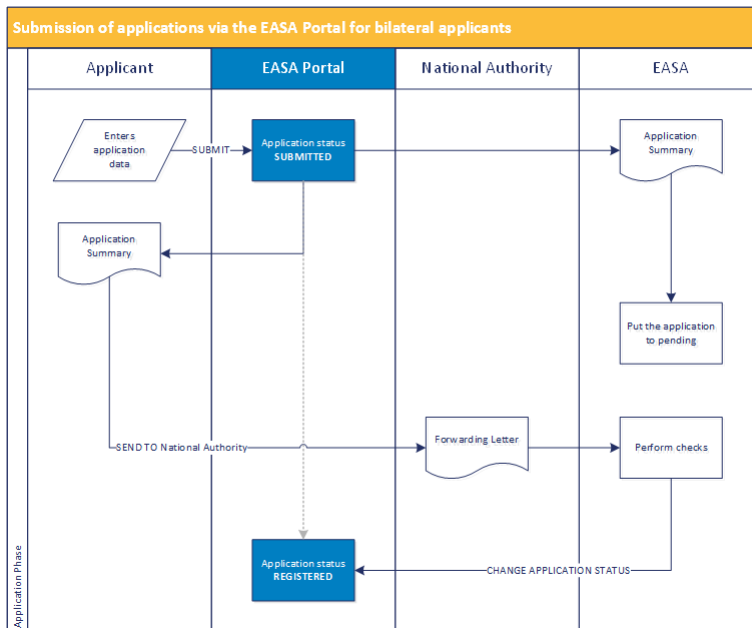 Submission of applications via the EASA Portal for bilateral applicants
Applicant
EASA Portal
National Authority
EASA
Enters
application
data
SUBMIT
Application status
SUBMITTED
Application
Summary
Application
Summary
Put the application
to pending
SEND TO National Authority
Forwarding Letter
Perform checks
Application status
REGISTERED
CHANGE APPLICATION STATUS
Application Phase